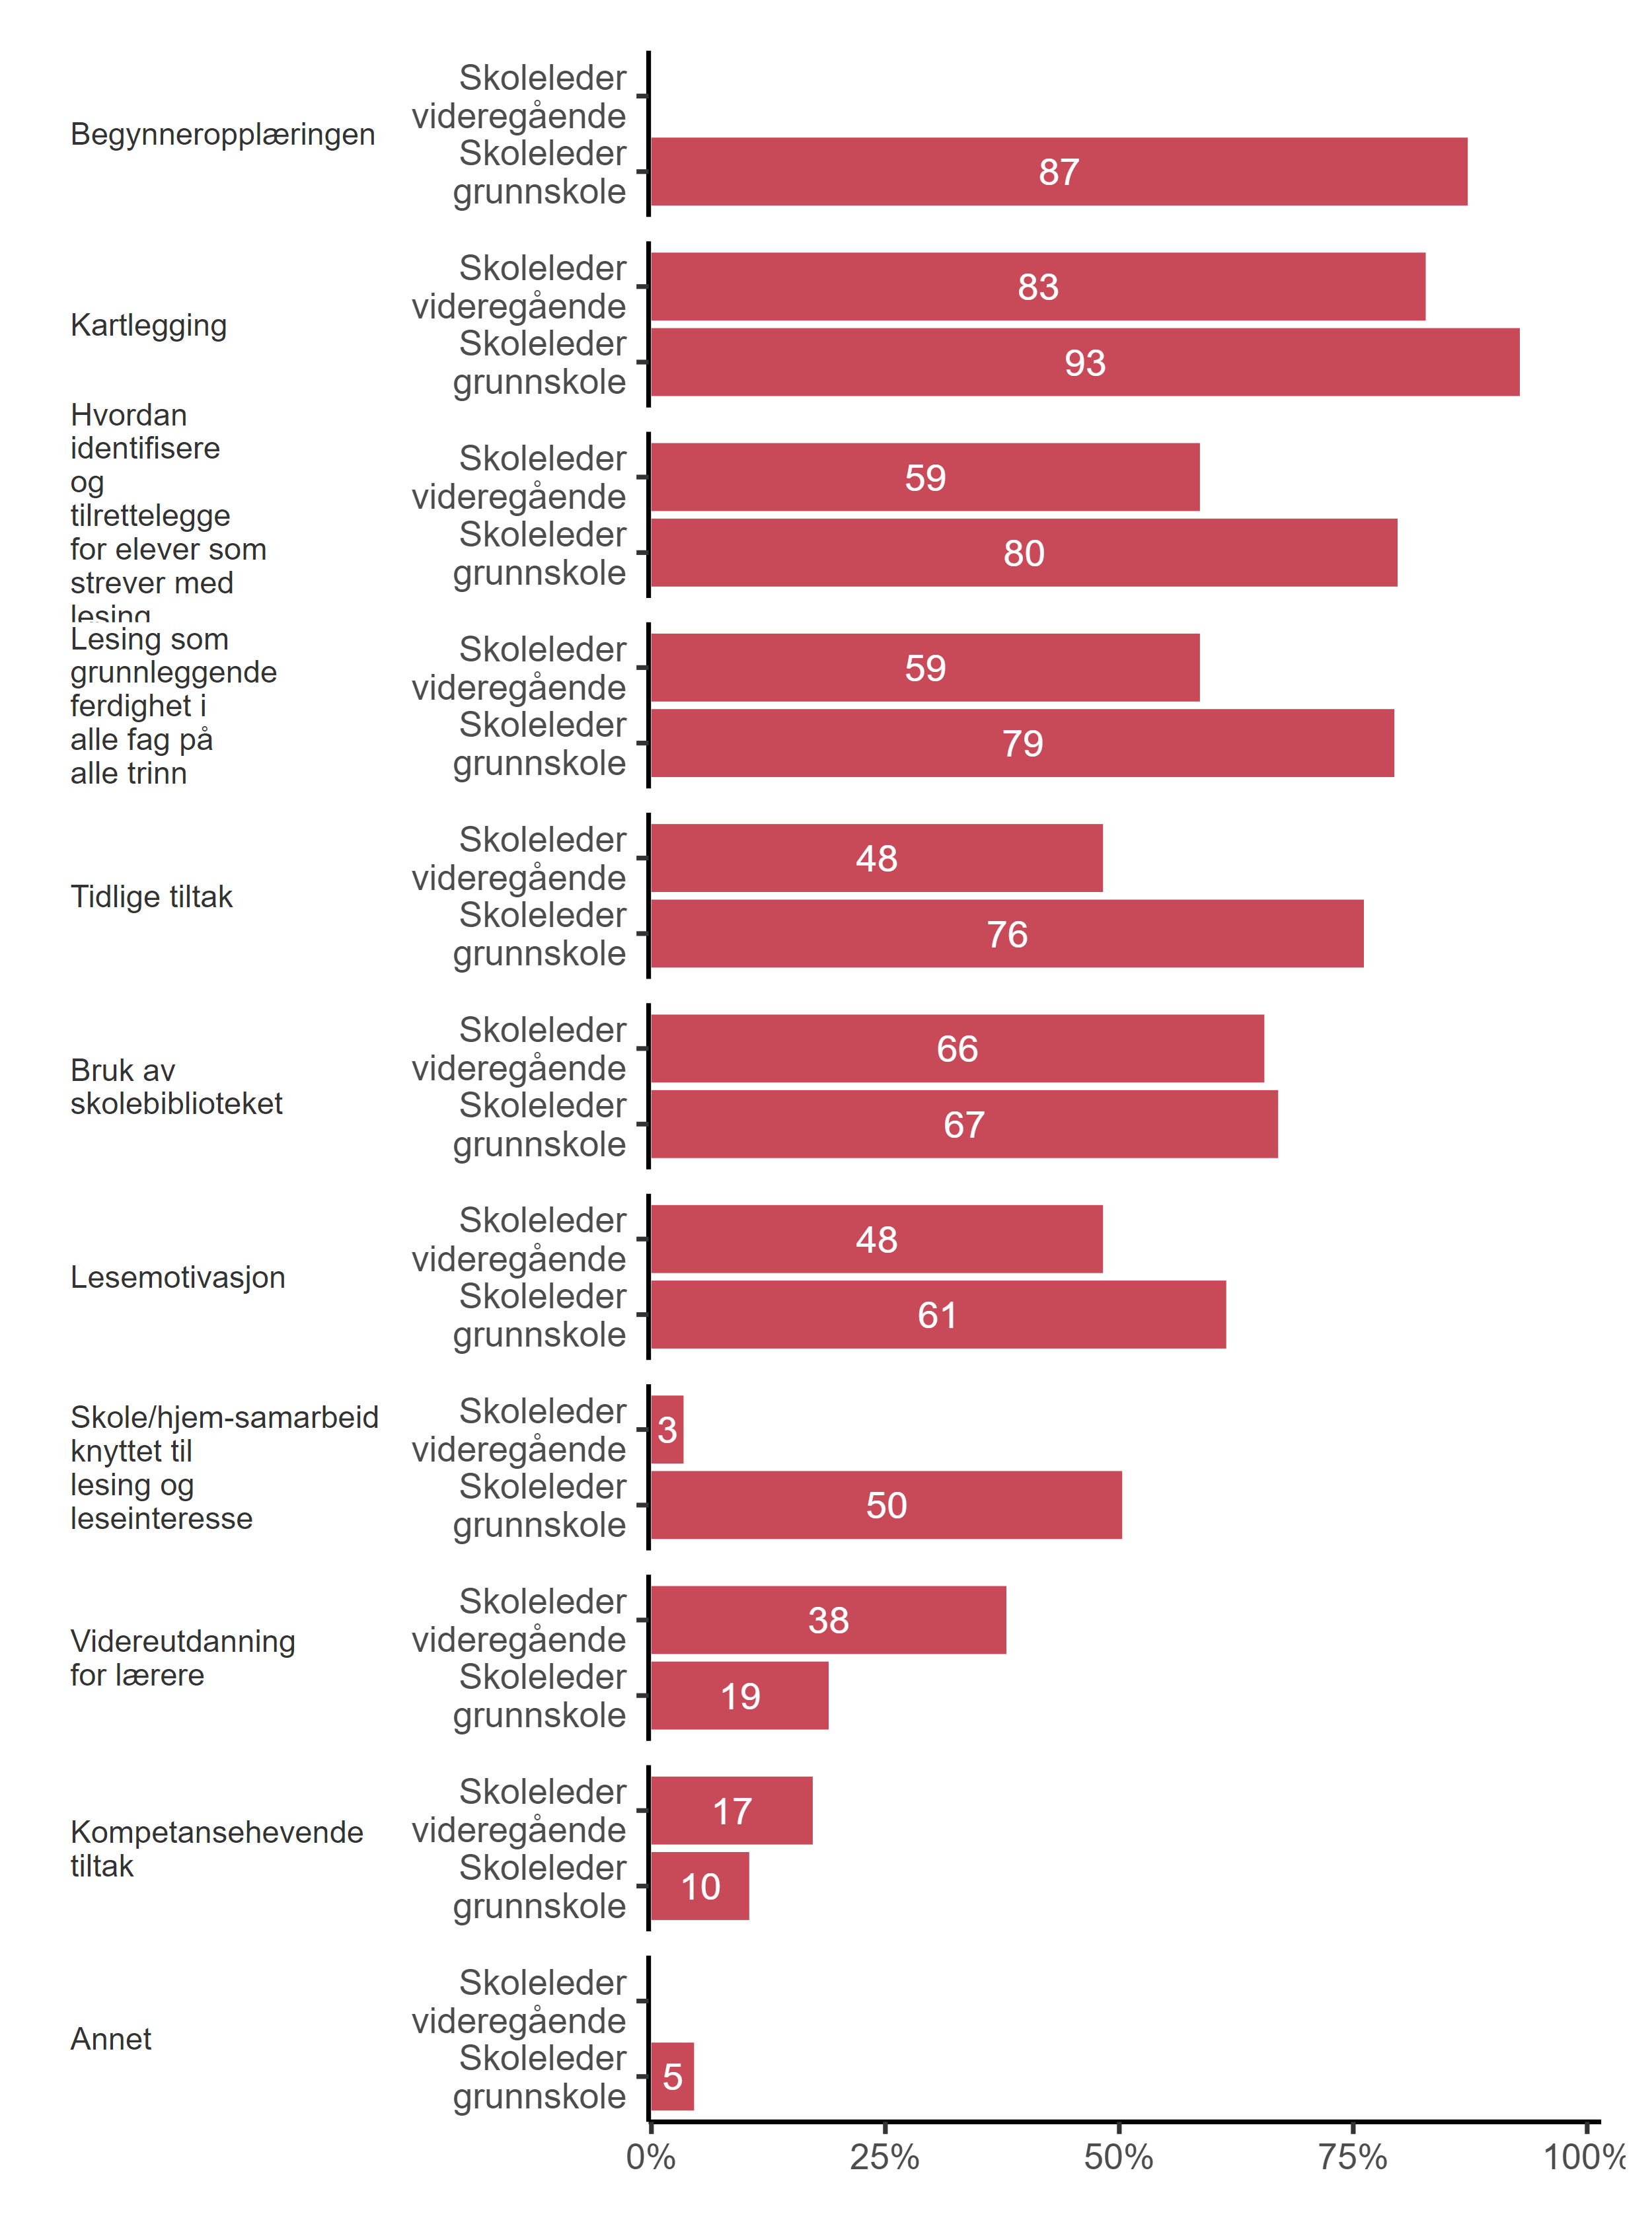 Begynneropplæringen
Skoleleder
videregående
Skoleleder
grunnskole
87
Kartlegging
Skoleleder
videregående
83
Skoleleder
grunnskole
93
Hvordan
identifisere
og
tilrettelegge
for elever som
strever med
lesing
Skoleleder
videregående
59
Skoleleder
grunnskole
80
Lesing som
grunnleggende
ferdighet i
alle fag på
alle trinn
Skoleleder
videregående
59
Skoleleder
grunnskole
79
Tidlige tiltak
Skoleleder
videregående
48
Skoleleder
grunnskole
76
Bruk av
skolebiblioteket
Skoleleder
videregående
66
Skoleleder
grunnskole
67
Lesemotivasjon
Skoleleder
videregående
48
Skoleleder
grunnskole
61
Skole/hjem-samarbeid
knyttet til
lesing og
leseinteresse
Skoleleder
videregående
3
Skoleleder
grunnskole
50
Videreutdanning
for lærere
Skoleleder
videregående
38
Skoleleder
grunnskole
19
Kompetansehevende
tiltak
Skoleleder
videregående
17
Skoleleder
grunnskole
10
Annet
Skoleleder
videregående
Skoleleder
grunnskole
5
0% 25% 50% 75% 100%